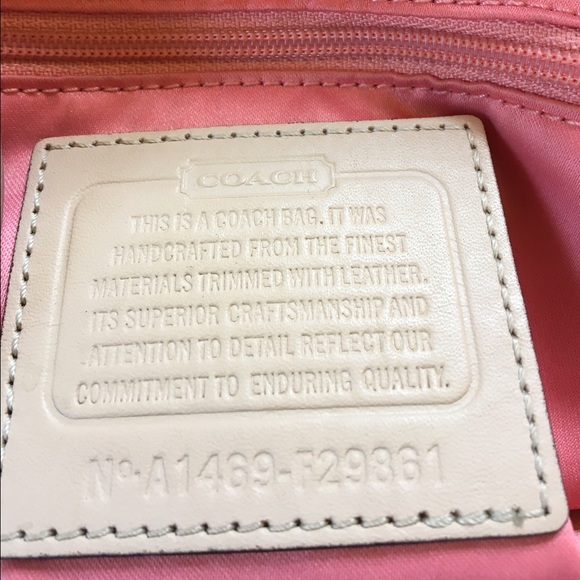 COACH
THIS IS A COACH BAG. IT WAS
HANDCRAFTED FROM THE FINEST
MATERIALS TRIMMED WITH LEATHER.
ITS SUPERIOR CRAFTSMANSHIP AND
ATTENTION TO DETAIL REFLECT OUR
COMMITMENT TO ENDURING QUALITY.
No. A1469-F29861